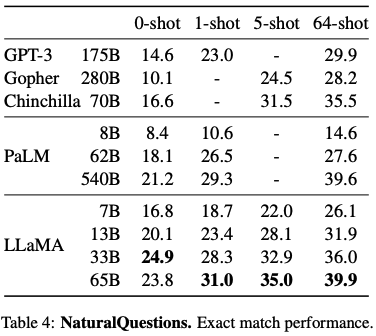 0-shot 1-shot 5-shot 64-shot
GPT-3 175B 14.6 23.0 - 29.9
Gopher 280B 10.1 - 24.5 28.2
Chinchilla 70B 16.6 - 31.5 35.5
8B 8.4 10.6 - 14.6
PaLM 62B 18.1 26.5 - 27.6
540B 21.2 29.3 - 39.6
7B 16.8 18.7 22.0 26.1
13B 20.1 23.4 28.1 31.9
LLaMA
33B 24.9 28.3 32.9 36.0
65B 23.8 31.0 35.0 39.9
Table 4: NaturalQuestions. Exact match performance.